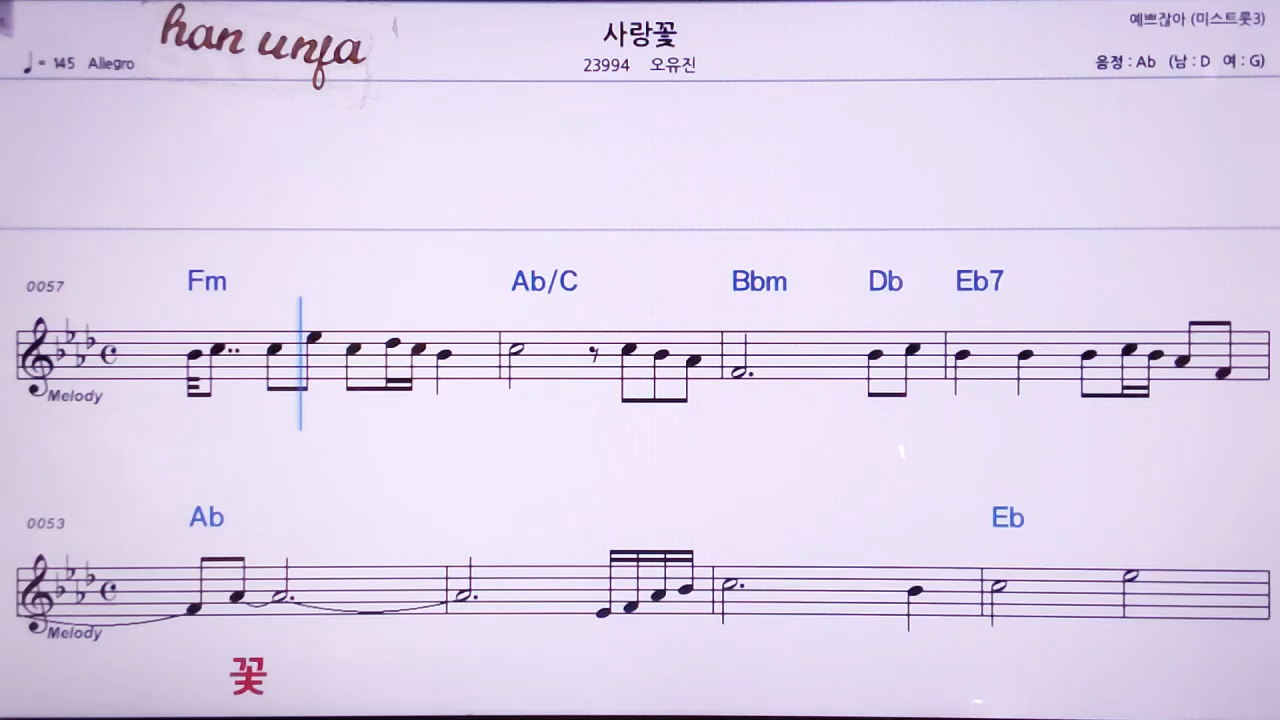 han unfa
사랑꽃
예쁘잖아 (미스트롯3)
♩ = 145 Allegro
23994 오유진
음정 : Ab (남 : D 여 : G)
0057 Fm Ab/C Bbm Db Eb7
Melody
0053 Ab Eb
Melody
꽃